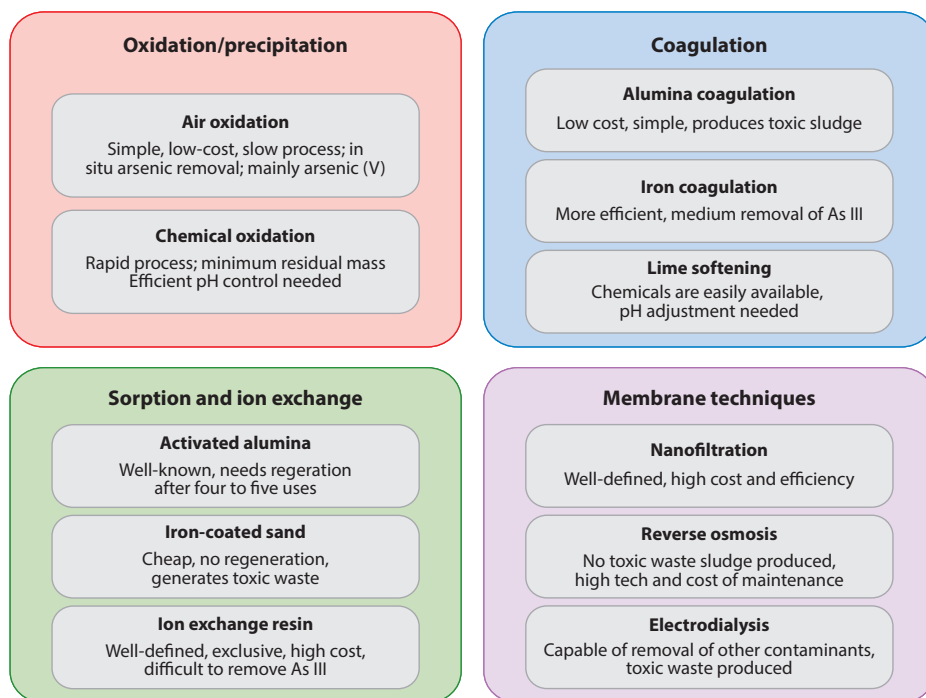 Oxidation/precipitation
Air oxidation
Simple, low-cost, slow process; in
situ arsenic removal; mainly arsenic (V)
Chemical oxidation
Rapid process; minimum residual mass
Efficient pH control needed
Coagulation
Alumina coagulation
Low cost, simple, produces toxic sludge
Iron coagulation
More efficient, medium removal of As III
Lime softening
Chemicals are easily available,
pH adjustment needed
Sorption and ion exchange
Activated alumina
Well-known, needs regeration
after four to five uses
Iron-coated sand
Cheap, no regeneration,
generates toxic waste
Ion exchange resin
Well-defined, exclusive, high cost,
difficult to remove As III
Membrane techniques
Nanofiltration
Well-defined, high cost and efficiency
Reverse osmosis
No toxic waste sludge produced,
high tech and cost of maintenance
Electrodialysis
Capable of removal of other contaminants,
toxic waste produced